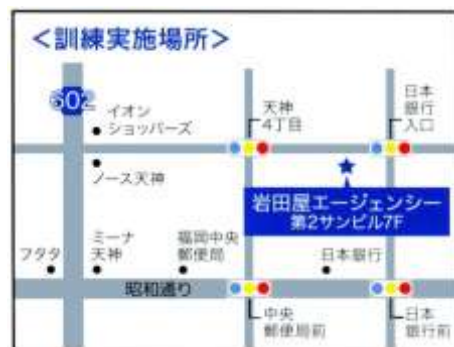 ＜訓練実施場所＞
602
イオン
ショッパーズ
天神
4丁目
日本
銀行
入口
ノース天神
岩田屋エージェンシー
第2サンビル7F
フタタ
ミーナ
天神
福岡中央
郵便局
日本銀行
昭和通り
中央
郵便局前
日本
銀行前